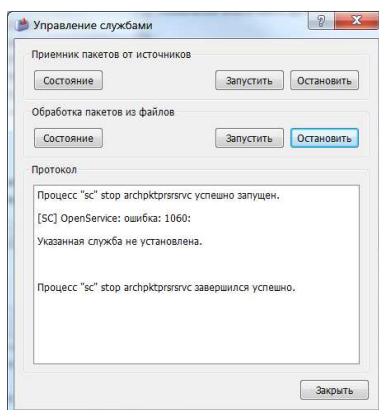 Управление службами
Приемник пакетов от источников
Состояние Запустить Остановить
Обработка пакетов из файлов
Состояние Запустить Остановить
Протокол
Процесс "sc" stop archpktprsrsrvc успешно запущен.
[SC] OpenService: ошибка: 1060:
Указанная служба не установлена.
Процесс "sc" stop archpktprsrsrvc завершился успешно.
Закрыть